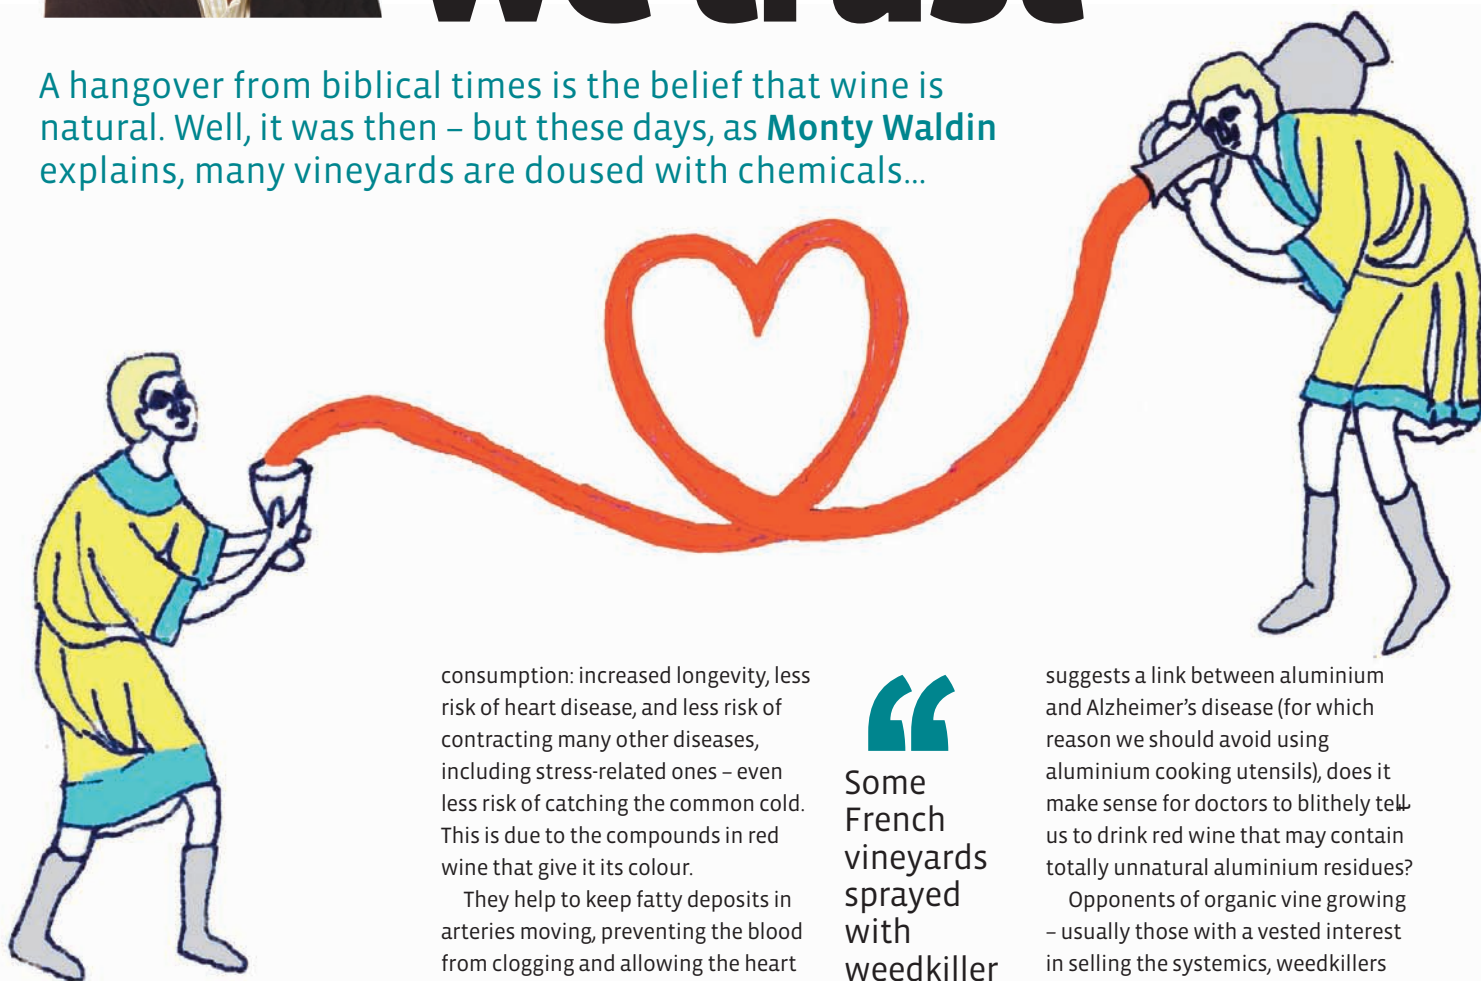 we trust
A hangover from biblical times is the belief that wine is
natural. Well, it was then – but these days, as Monty Waldin
explains, many vineyards are doused with chemicals...
consumption: increased longevity, less
risk of heart disease, and less risk of
contracting many other diseases,
including stress-related ones – even
less risk of catching the common cold.
This is due to the compounds in red
wine that give it its colour.
They help to keep fatty deposits in
arteries moving, preventing the blood
from clogging and allowing the heart
“
Some
French
vineyards
sprayed
with
weedkiller
suggests a link between aluminium
and Alzheimer’s disease (for which
reason we should avoid using
aluminium cooking utensils), does it
make sense for doctors to blithely tell
us to drink red wine that may contain
totally unnatural aluminium residues?
Opponents of organic vine growing
– usually those with a vested interest
in selling the systemics, weedkillers